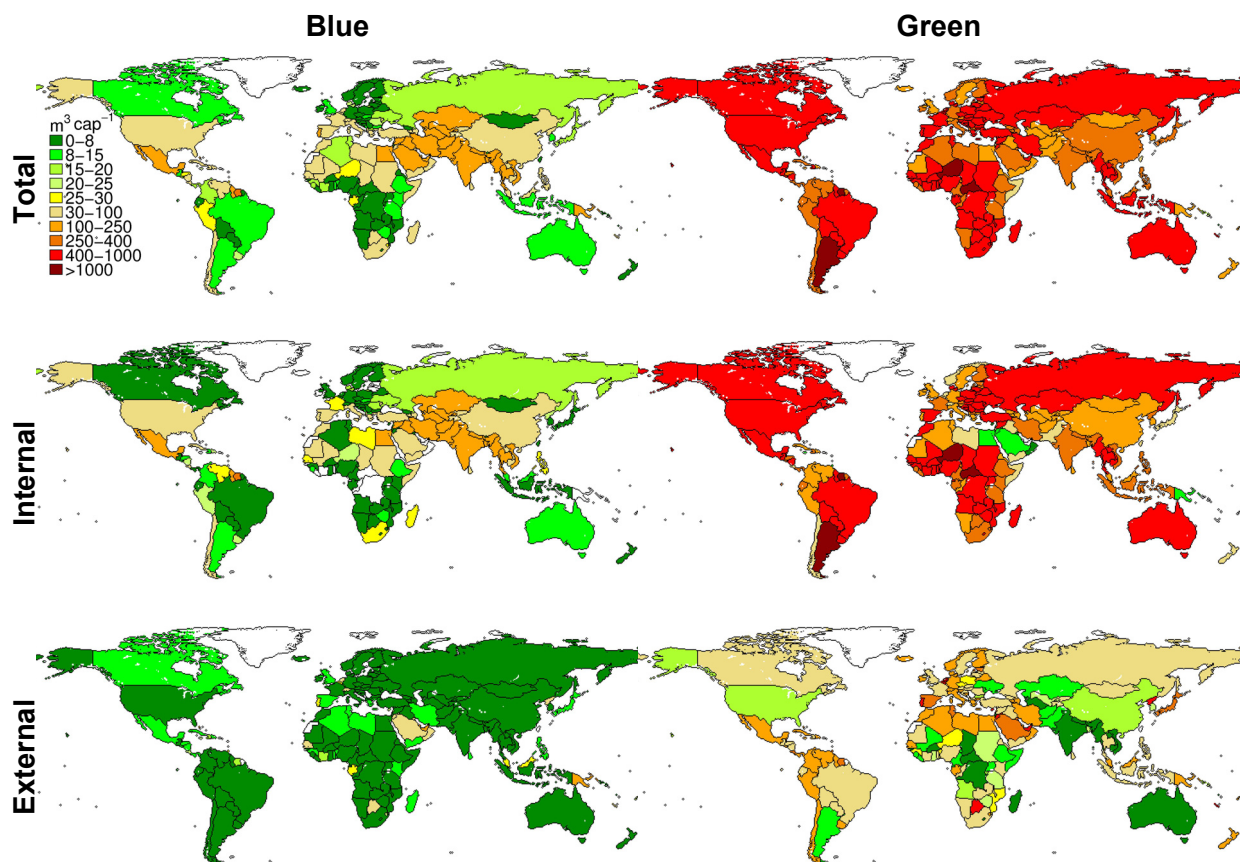 Blue
Green
Total
m³ cap⁻¹
0–8
8–15
15–20
20–25
25–30
30–100
100–250
250–400
400–1000
>1000
Internal
External